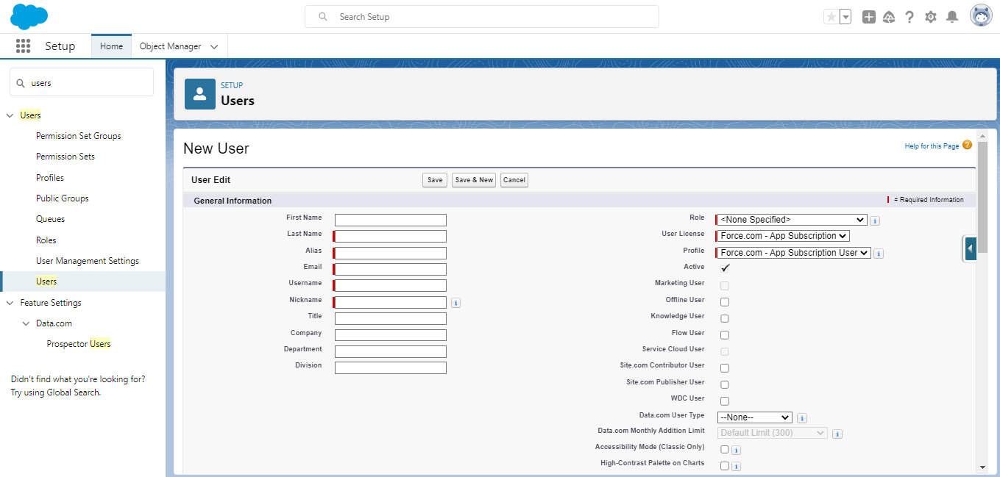 Search Setup
Setup
Home
Object Manager
users
Users
Permission Set Groups
Permission Sets
Profiles
Public Groups
Queues
Roles
User Management Settings
Users
Feature Settings
Data.com
Prospector Users
Didn't find what you're looking for?
Try using Global Search.
SETUP
Users
New User
Help for this Page ?
User Edit
Save
Save & New
Cancel
General Information
= Required Information
First Name
Last Name
Alias
Email
Username
Nickname
Title
Company
Department
Division
Role <None Specified>
User License Force.com - App Subscription
Profile Force.com - App Subscription User
Active
Marketing User
Offline User
Knowledge User
Flow User
Service Cloud User
Site.com Contributor User
Site.com Publisher User
WDC User
Data.com User Type --None--
Data.com Monthly Addition Limit Default Limit (300)
Accessibility Mode (Classic Only)
High-Contrast Palette on Charts